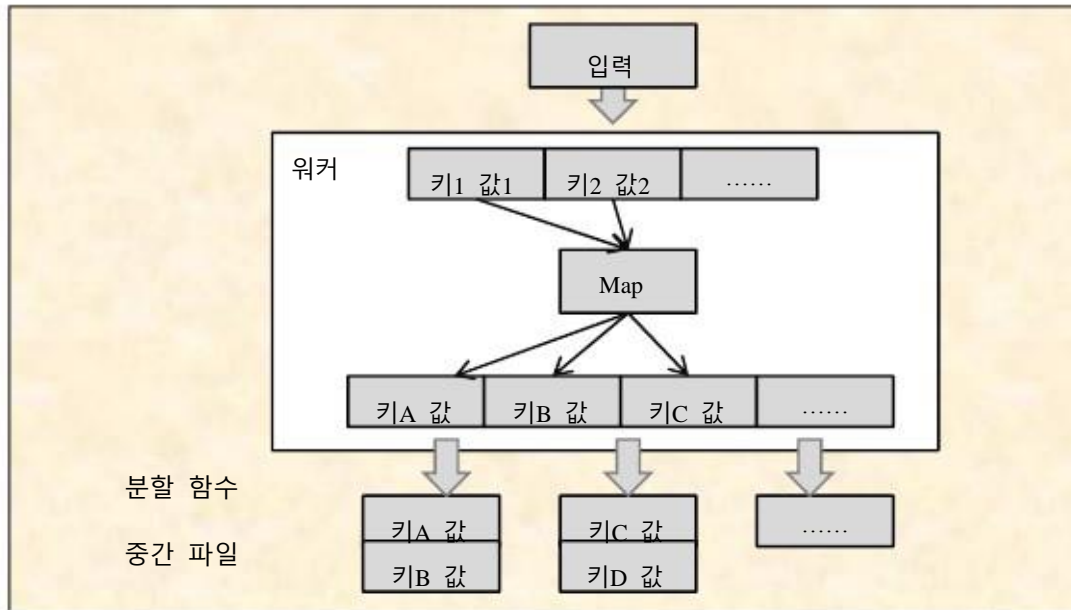 입력
워커
키1 값1 키2 값2 ……
Map
키A 값 키B 값 키C 값 ……
분할 함수
중간 파일
키A 값 키C 값 ……
키B 값 키D 값